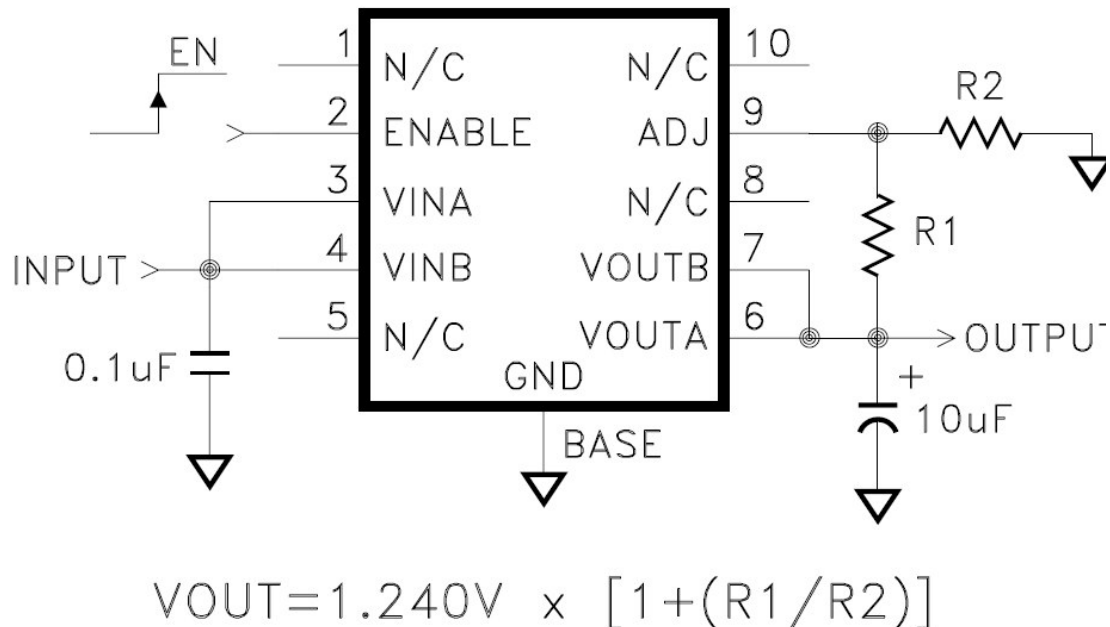 EN
1
N/C
N/C
10
2
ENABLE
ADJ
9
R2
3
VINA
N/C
8
R1
INPUT
4
VINB
VOUTB
7
5
N/C
VOUTA
6
OUTPUT
0.1uF
GND
+
10uF
BASE
VOUT=1.240V x [1+(R1/R2)]